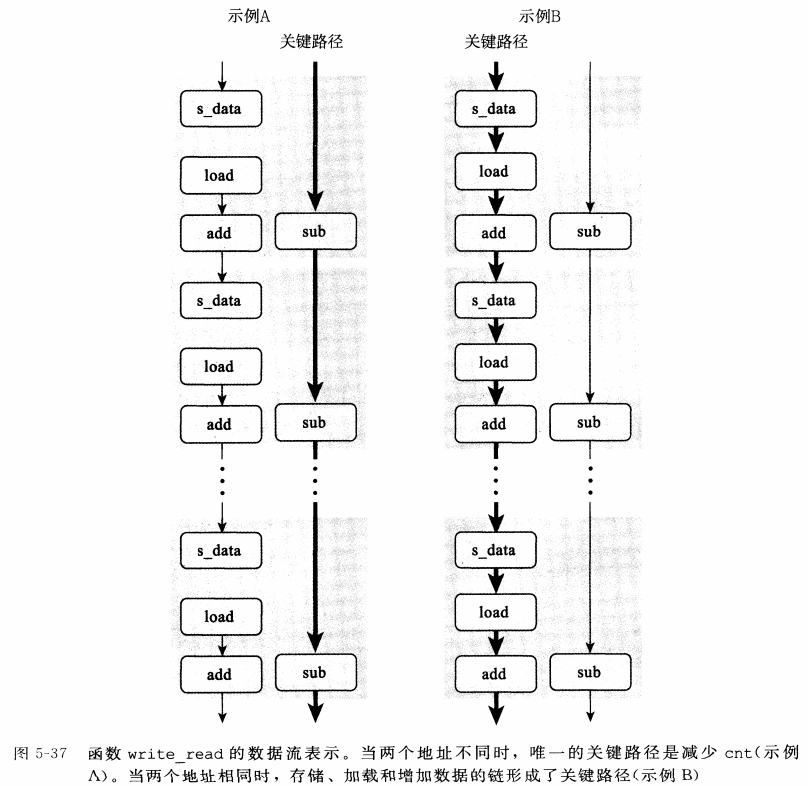 示例A
示例B
关键路径
关键路径
s_data
load
add
sub
s_data
load
add
sub
s_data
load
add
sub
s_data
load
add
sub
s_data
load
add
sub
s_data
load
add
sub
图 5-37 函数 write_read 的数据流表示。当两个地址不同时，唯一的关键路径是减少 cnt(示例
A)。当两个地址相同时，存储、加载和增加数据的链形成了关键路径(示例 B)